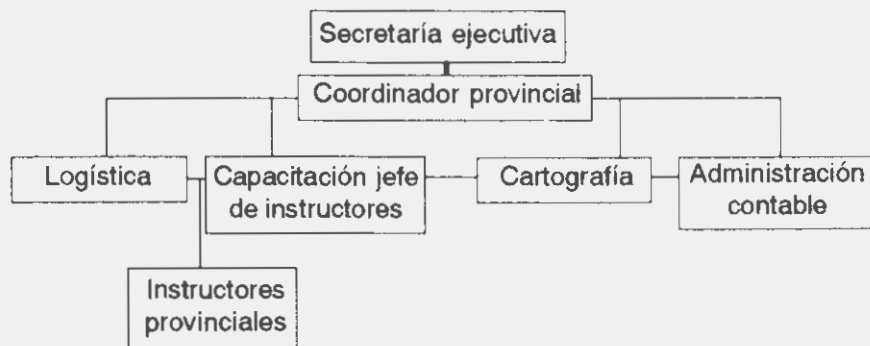 Secretaría ejecutiva
Coordinador provincial
Logística
Capacitación jefe
de instructores
Cartografía
Administración
contable
Instructores
provinciales